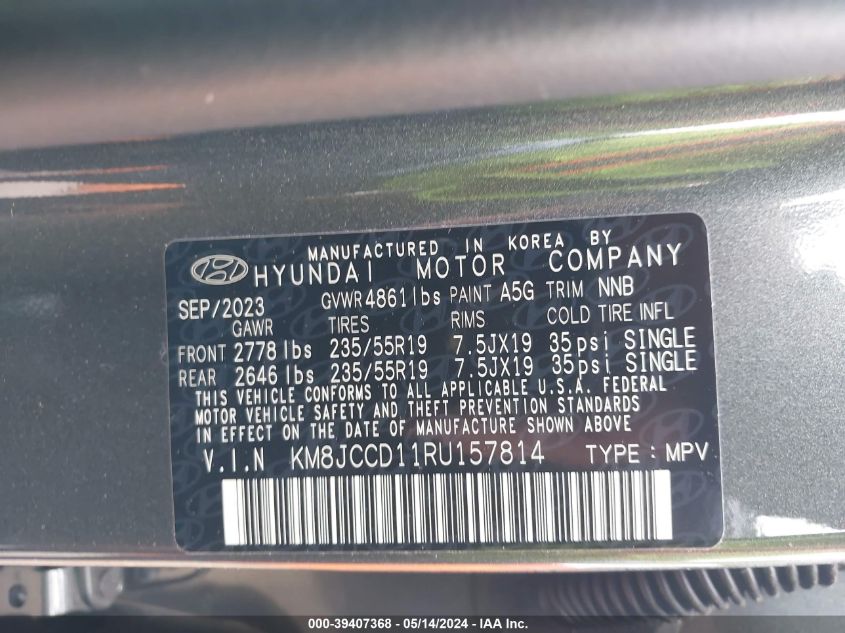 MANUFACTURED IN KOREA BY
HYUNDAI MOTOR COMPANY
SEP/2023 GVWR 4861 lbs PAINT A5G TRIM NNB
GAWR TIRES RIMS COLD TIRE INFL
FRONT 2778 lbs 235/55R19 7.5JX19 35psi SINGLE
REAR 2646 lbs 235/55R19 7.5JX19 35psi SINGLE
THIS VEHICLE CONFORMS TO ALL APPLICABLE U.S.A. FEDERAL
MOTOR VEHICLE SAFETY AND THEFT PREVENTION STANDARDS
IN EFFECT ON THE DATE OF MANUFACTURE SHOWN ABOVE
V.I.N KM8JCCD11RU157814 TYPE : MPV
000-39407368 - 05/14/2024 - IAA Inc.